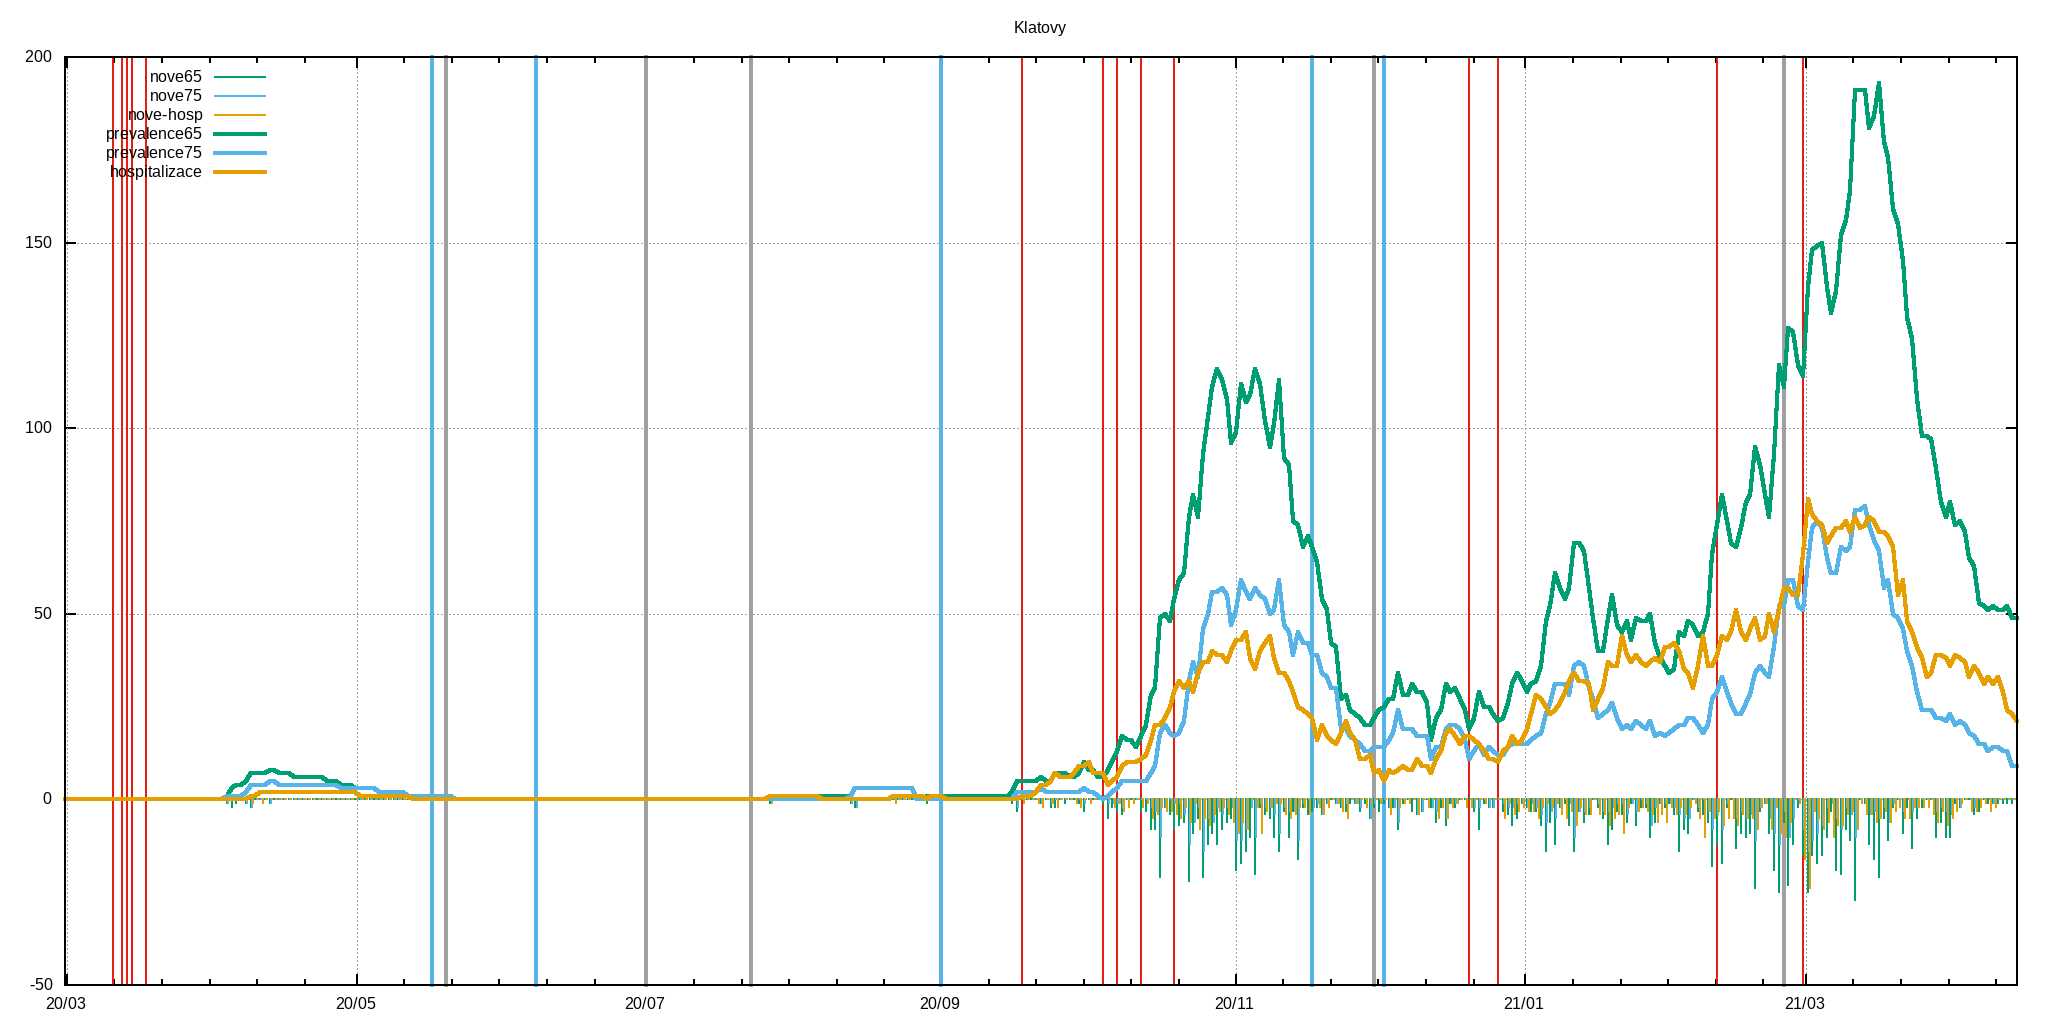 Klatovy
200
150
100
50
0
-50
nove65
nove75
nove-hosp
prevalence65
prevalence75
hospitalizace
20/03 20/05 20/07 20/09 20/11 21/01 21/03